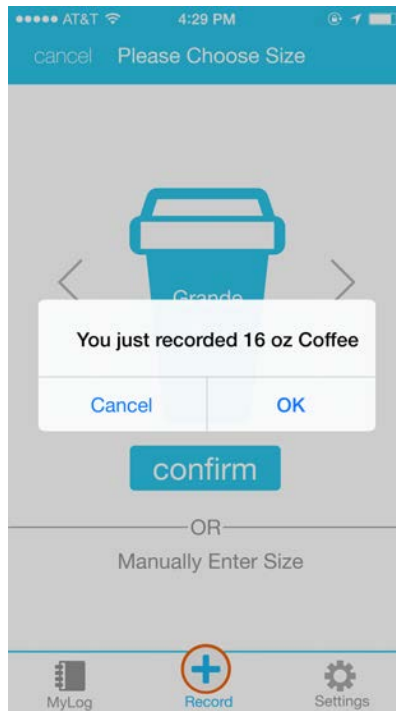 AT&T 4:29 PM
cancel Please Choose Size
Grande
You just recorded 16 oz Coffee
Cancel OK
confirm
OR
Manually Enter Size
MyLog Record Settings